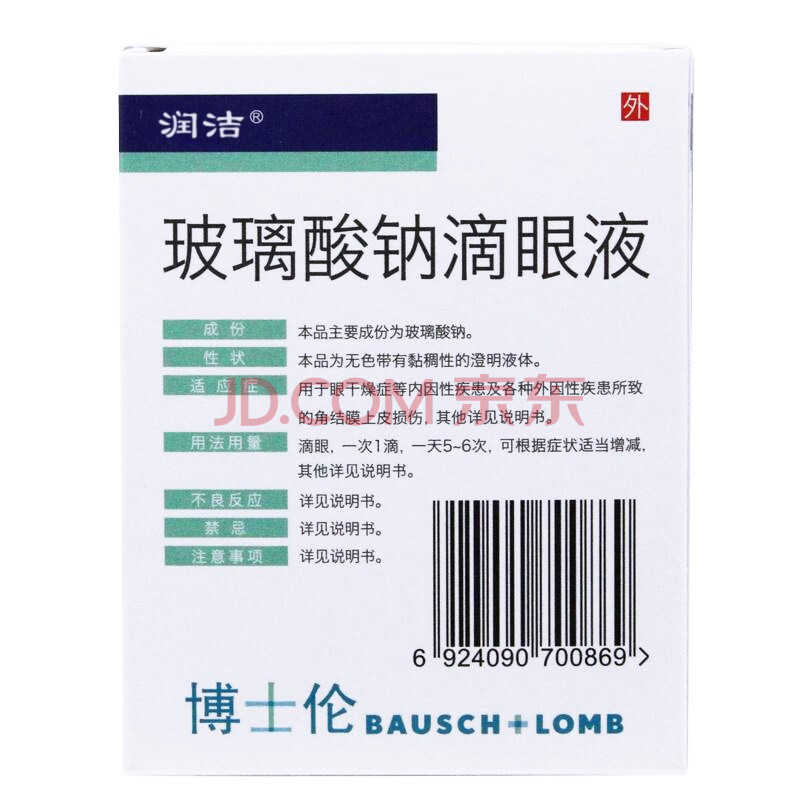 润洁®
外
玻璃酸钠滴眼液
成份 本品主要成份为玻璃酸钠。
性状 本品为无色带有黏稠性的澄明液体。
适应症 用于眼干燥症等内因性疾患及各种外因性疾患所致
的角结膜上皮损伤，其他详见说明书。
JD.COM 京东
用法用量 滴眼，一次1滴，一天5~6次，可根据症状适当增减，
其他详见说明书。
不良反应 详见说明书。
禁忌 详见说明书。
注意事项 详见说明书。
6 924090 700869 >
博士伦 BAUSCH+LOMB